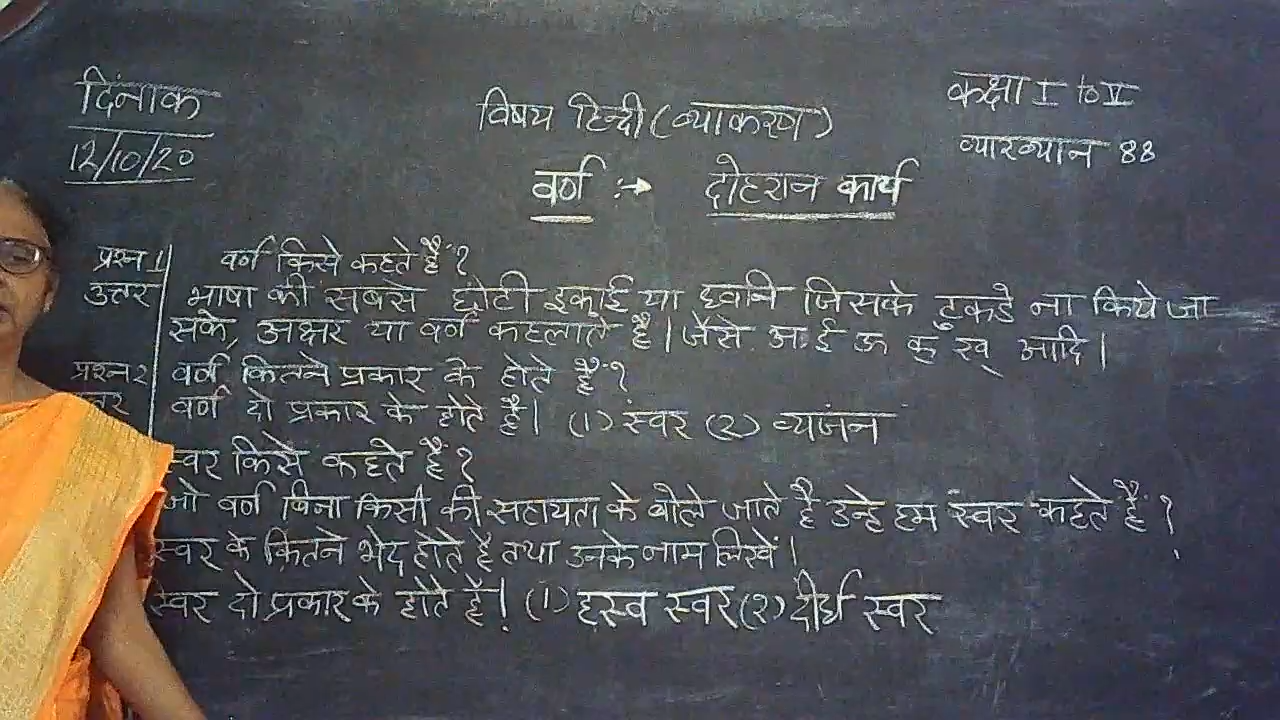 दिंनाक
12/10/20
विषय हिन्दी (व्याकरण)
कक्षा I to V
व्याख्यान 88
वर्ण :→ दोहरान कार्य
प्रश्न 1 वर्ण किसे कहते हैं ?
उत्तर भाषा की सबसे छोटी इकाई या ध्वनि जिसके टुकडे ना किये जा
सके, अक्षर या वर्ण कहलाते है । जैसे अ ई ऊ क् ख् आदि ।
प्रश्न 2 वर्ण कितने प्रकार के होते है ?
तर वर्ण दो प्रकार के होते है । (1) स्वर (2) व्यंजन
स्वर किसे कहते हैं ?
जो वर्ण बिना किसी की सहायता के बोले जाते है उन्हे हम स्वर कहते है ?
स्वर के कितने भेद होते है तथा उनके नाम लिखें ।
स्वर दो प्रकार के होते है ! (1) हृस्व स्वर (2) दीर्घ स्वर